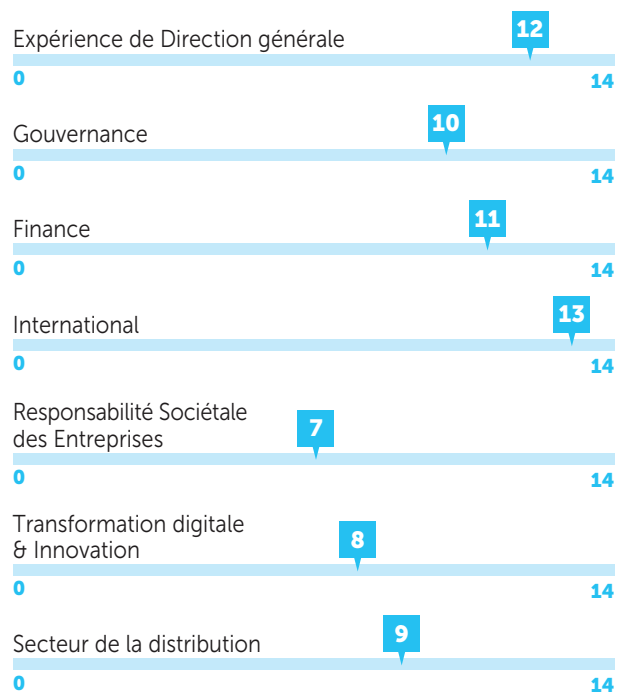 Expérience de Direction générale
12
0
14
Gouvernance
10
0
14
Finance
11
0
14
International
13
0
14
Responsabilité Sociétale
des Entreprises
7
0
14
Transformation digitale
& Innovation
8
0
14
Secteur de la distribution
9
0
14